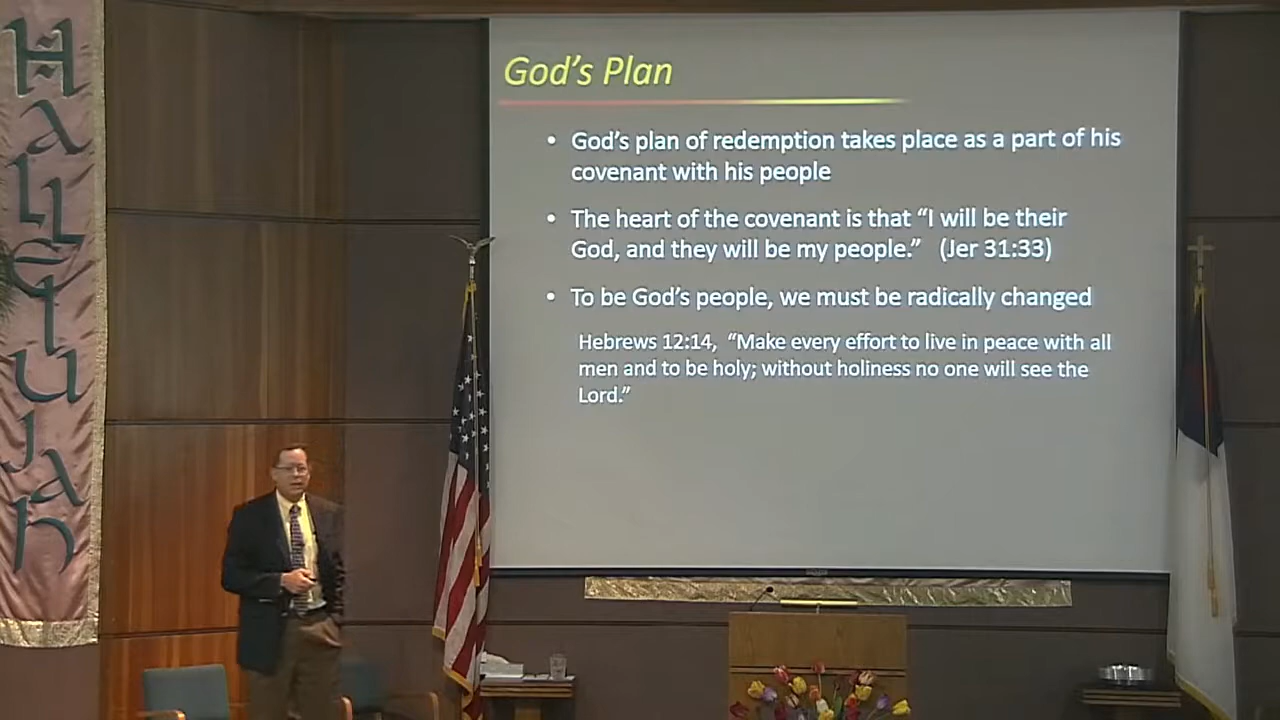 Hallelujah
God's Plan
• God's plan of redemption takes place as a part of his
covenant with his people
• The heart of the covenant is that “I will be their
God, and they will be my people.” (Jer 31:33)
• To be God's people, we must be radically changed
Hebrews 12:14, “Make every effort to live in peace with all
men and to be holy; without holiness no one will see the
Lord.”